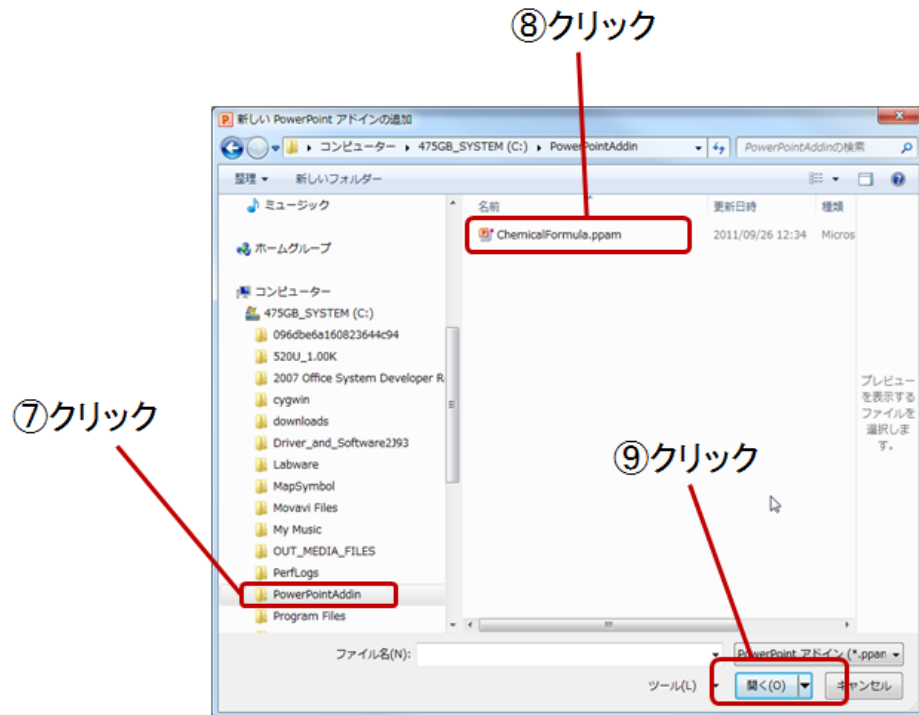 ⑧クリック
新しい PowerPoint アドインの追加
コンピューター ▸ 475GB_SYSTEM (C:) ▸ PowerPointAddin
PowerPointAddinの検索
整理 新しいフォルダー
ミュージック
ホームグループ
コンピューター
475GB_SYSTEM (C:)
096dbe6a160823644c94
520U_1.00K
2007 Office System Developer R
cygwin
downloads
Driver_and_Software2J93
Labware
MapSymbol
Movavi Files
My Music
OUT_MEDIA_FILES
PerfLogs
PowerPointAddin
Program Files
⑦クリック
名前 更新日時 種類
ChemicalFormula.ppam 2011/09/26 12:34 Micros
プレビュー
を表示する
ファイルを
選択しま
す。
⑨クリック
ファイル名(N):
PowerPoint アドイン (*.ppam
ツール(L) 開く(O) キャンセル